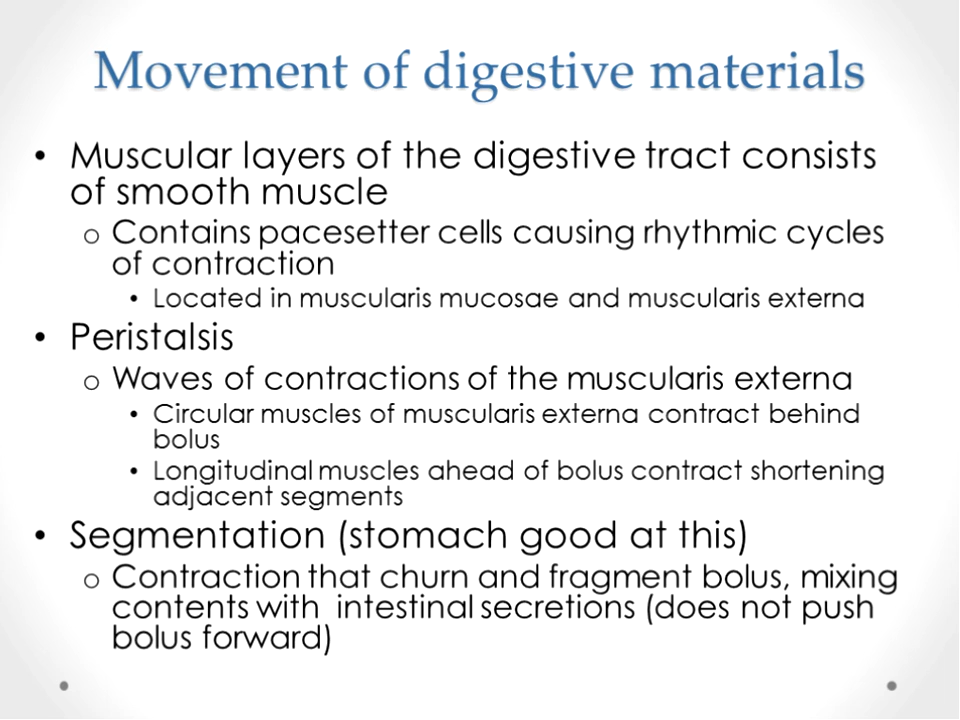 Movement of digestive materials
• Muscular layers of the digestive tract consists
of smooth muscle
o Contains pacesetter cells causing rhythmic cycles
of contraction
• Located in muscularis mucosae and muscularis externa
• Peristalsis
o Waves of contractions of the muscularis externa
• Circular muscles of muscularis externa contract behind
bolus
• Longitudinal muscles ahead of bolus contract shortening
adjacent segments
• Segmentation (stomach good at this)
o Contraction that churn and fragment bolus, mixing
contents with  intestinal secretions (does not push
bolus forward)